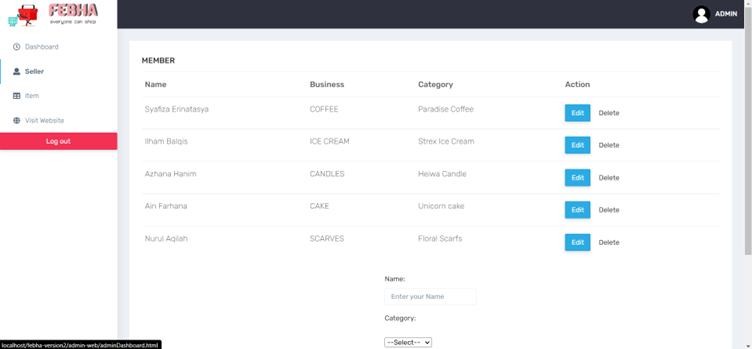 FEBHA
everyone can shop
ADMIN
Dashboard
Seller
Item
Visit Website
Log out
MEMBER
Name Business Category Action
Syafiza Erinatasya COFFEE Paradise Coffee Edit Delete
Ilham Balqis ICE CREAM Strex Ice Cream Edit Delete
Azhana Hanim CANDLES Heiwa Candle Edit Delete
Ain Farhana CAKE Unicorn cake Edit Delete
Nurul Aqilah SCARVES Floral Scarfs Edit Delete
Name:
Enter your Name
Category:
--Select--
localhost/febha-version2/admin-web/adminDashboard.html